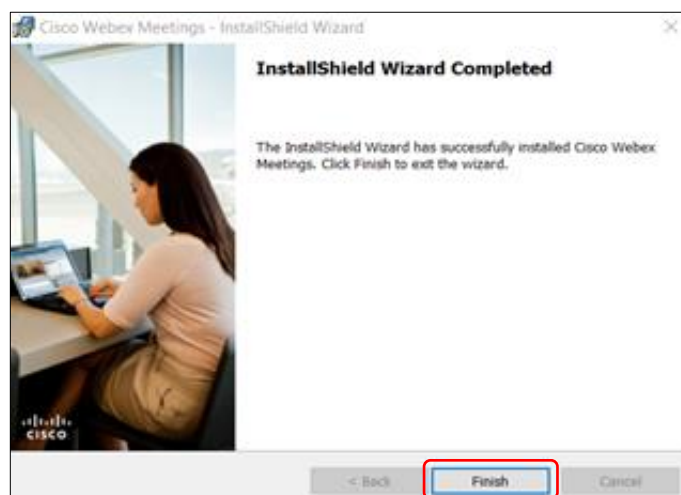 Cisco Webex Meetings - InstallShield Wizard
InstallShield Wizard Completed
The InstallShield Wizard has successfully installed Cisco Webex
Meetings. Click Finish to exit the wizard.
CISCO
< Back
Finish
Cancel